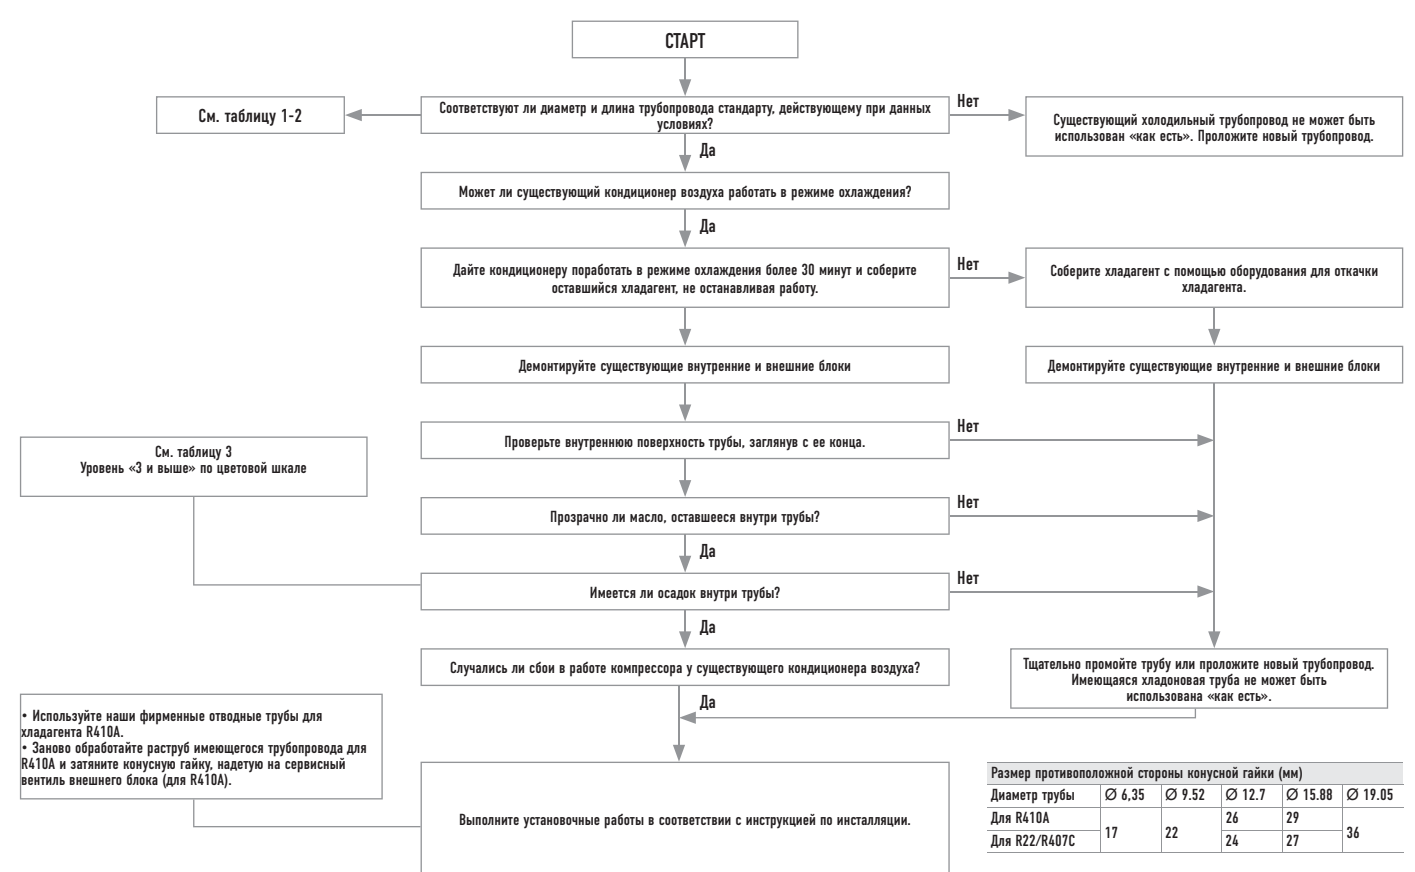 СТАРТ
См. таблицу 1-2
Соответствуют ли диаметр и длина трубопровода стандарту, действующему при данных
условиях?
Нет
Существующий холодильный трубопровод не может быть
использован «как есть». Проложите новый трубопровод.
Да
Может ли существующий кондиционер воздуха работать в режиме охлаждения?
Да
Дайте кондиционеру поработать в режиме охлаждения более 30 минут и соберите
оставшийся хладагент, не останавливая работу.
Нет
Соберите хладагент с помощью оборудования для откачки
хладагента.
Демонтируйте существующие внутренние и внешние блоки
Демонтируйте существующие внутренние и внешние блоки
Проверьте внутреннюю поверхность трубы, заглянув с ее конца.
Нет
См. таблицу 3
Уровень «3 и выше» по цветовой шкале
Прозрачно ли масло, оставшееся внутри трубы?
Нет
Да
Имеется ли осадок внутри трубы?
Нет
Да
Случались ли сбои в работе компрессора у существующего кондиционера воздуха?
Тщательно промойте трубу или проложите новый трубопровод.
Имеющаяся хладоновая труба не может быть
использована «как есть».
Да
• Используйте наши фирменные отводные трубы для
хладагента R410A.
• Заново обработайте раструб имеющегося трубопровода для
R410A и затяните конусную гайку, надетую на сервисный
вентиль внешнего блока (для R410A).
Выполните установочные работы в соответствии с инструкцией по инсталляции.
Размер противоположной стороны конусной гайки (мм)
Диаметр трубы Ø 6,35 Ø 9.52 Ø 12.7 Ø 15.88 Ø 19.05
Для R410A 17 22 26 29 36
Для R22/R407C 24 27